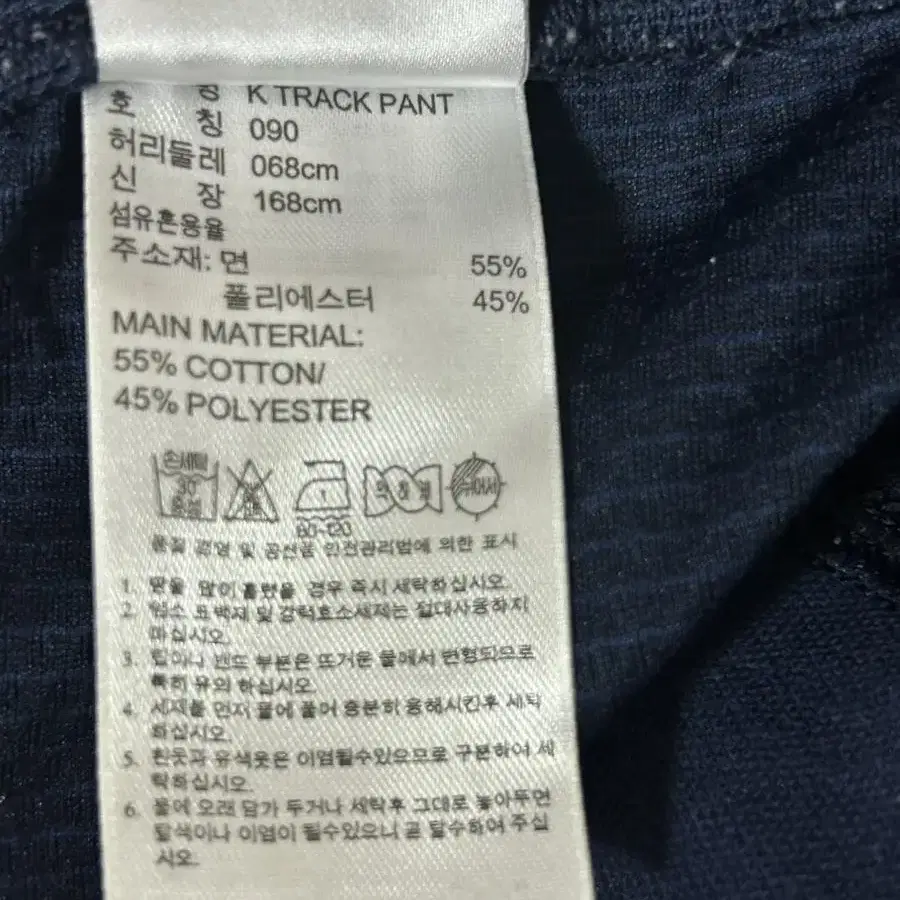 명 K TRACK PANT
호 칭 090
허리둘레 068cm
신 장 168cm
섬유혼용율
주소재: 면 55%
폴리에스터 45%
MAIN MATERIAL:
55% COTTON/
45% POLYESTER
손세탁 30 중성
80-120
약하게
뉘어서
품질 경영 및 공산품 안전관리법에 의한 표시
1. 땀을 많이 흘렸을 경우 즉시 세탁하십시오.
2. 염소 표백제 및 강력효소세제는 절대사용하지
마십시오.
3. 밴드 부분은 뜨거운 물에서 변형되므로
특히 유의 하십시오.
4. 세제를 먼저 물에 풀어 충분히 용해시킨후 세탁
하십시오.
5. 흰옷과 유색옷은 이염될수있으므로 구분하여 세
탁하십시오.
6. 물에 오래 담가 두거나 세탁후 그대로 놓아두면
탈색이나 이염이 될수있으니 곧 탈수하여 주십
시오.